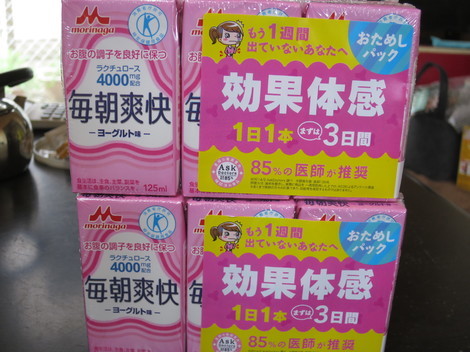 morinaga
お腹の調子を良好に保つ
ラクチュロース
4000mg配合
毎朝爽快
ーヨーグルト味ー
125ml
もう1週間
出ていないあなたへ
おためし
パック
効果体感
1日1本 まずは 3日間
Ask
Doctors
85%の医師が推奨
morinaga
お腹の調子を良好に保つ
ラクチュロース
4000mg配合
毎朝爽快
ーヨーグルト味ー
もう1週間
出ていないあなたへ
おためし
パック
効果体感
1日1本 まずは 3日間
Ask
85%の医師が推奨